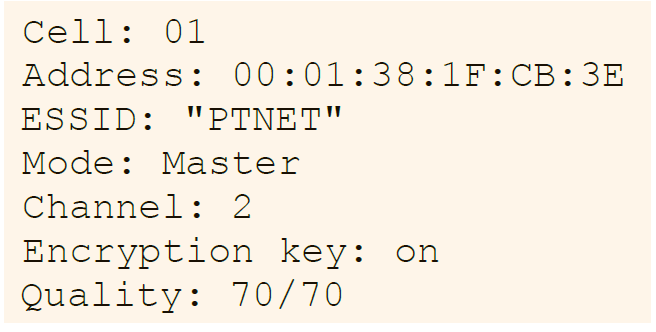 Cell: 01
Address: 00:01:38:1F:CB:3E
ESSID: "PTNET"
Mode: Master
Channel: 2
Encryption key: on
Quality: 70/70